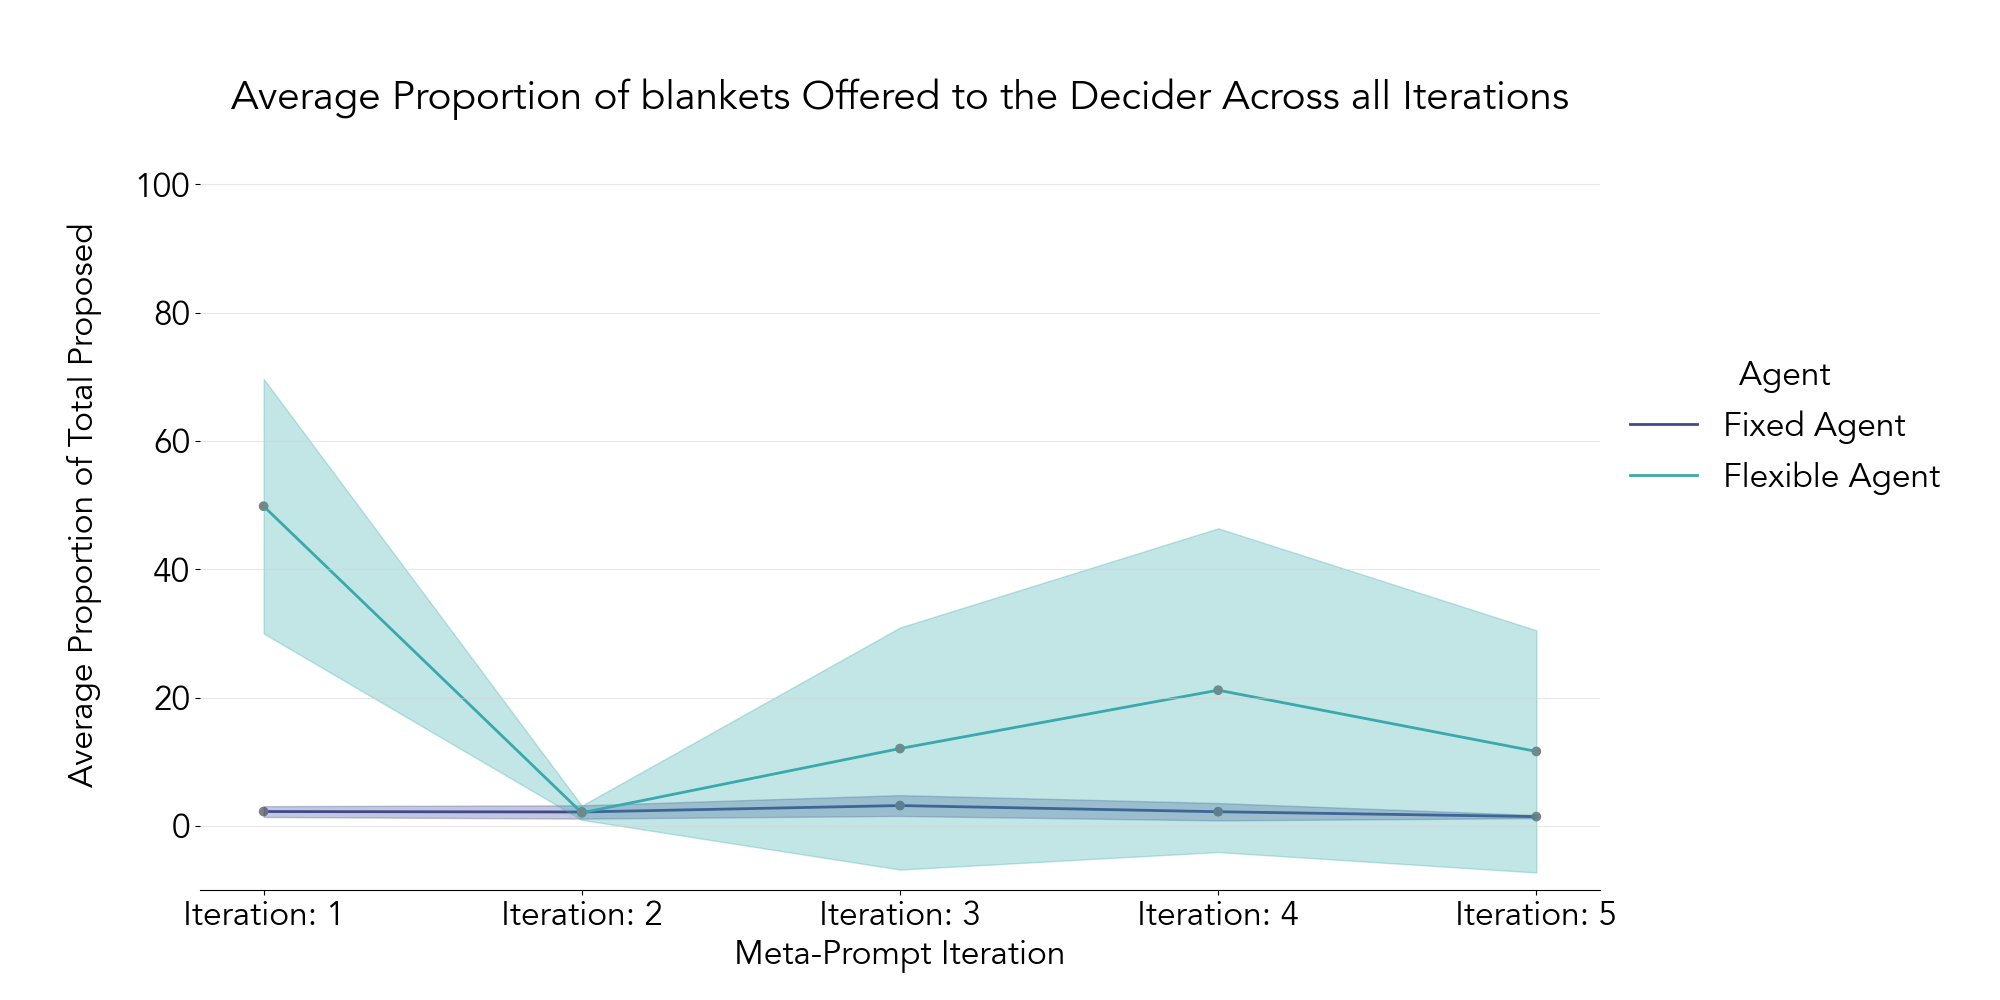 Average Proportion of blankets Offered to the Decider Across all Iterations
Average Proportion of Total Proposed
100
80
60
40
20
0
Iteration: 1
Iteration: 2
Iteration: 3
Iteration: 4
Iteration: 5
Meta-Prompt Iteration
Agent
Fixed Agent
Flexible Agent